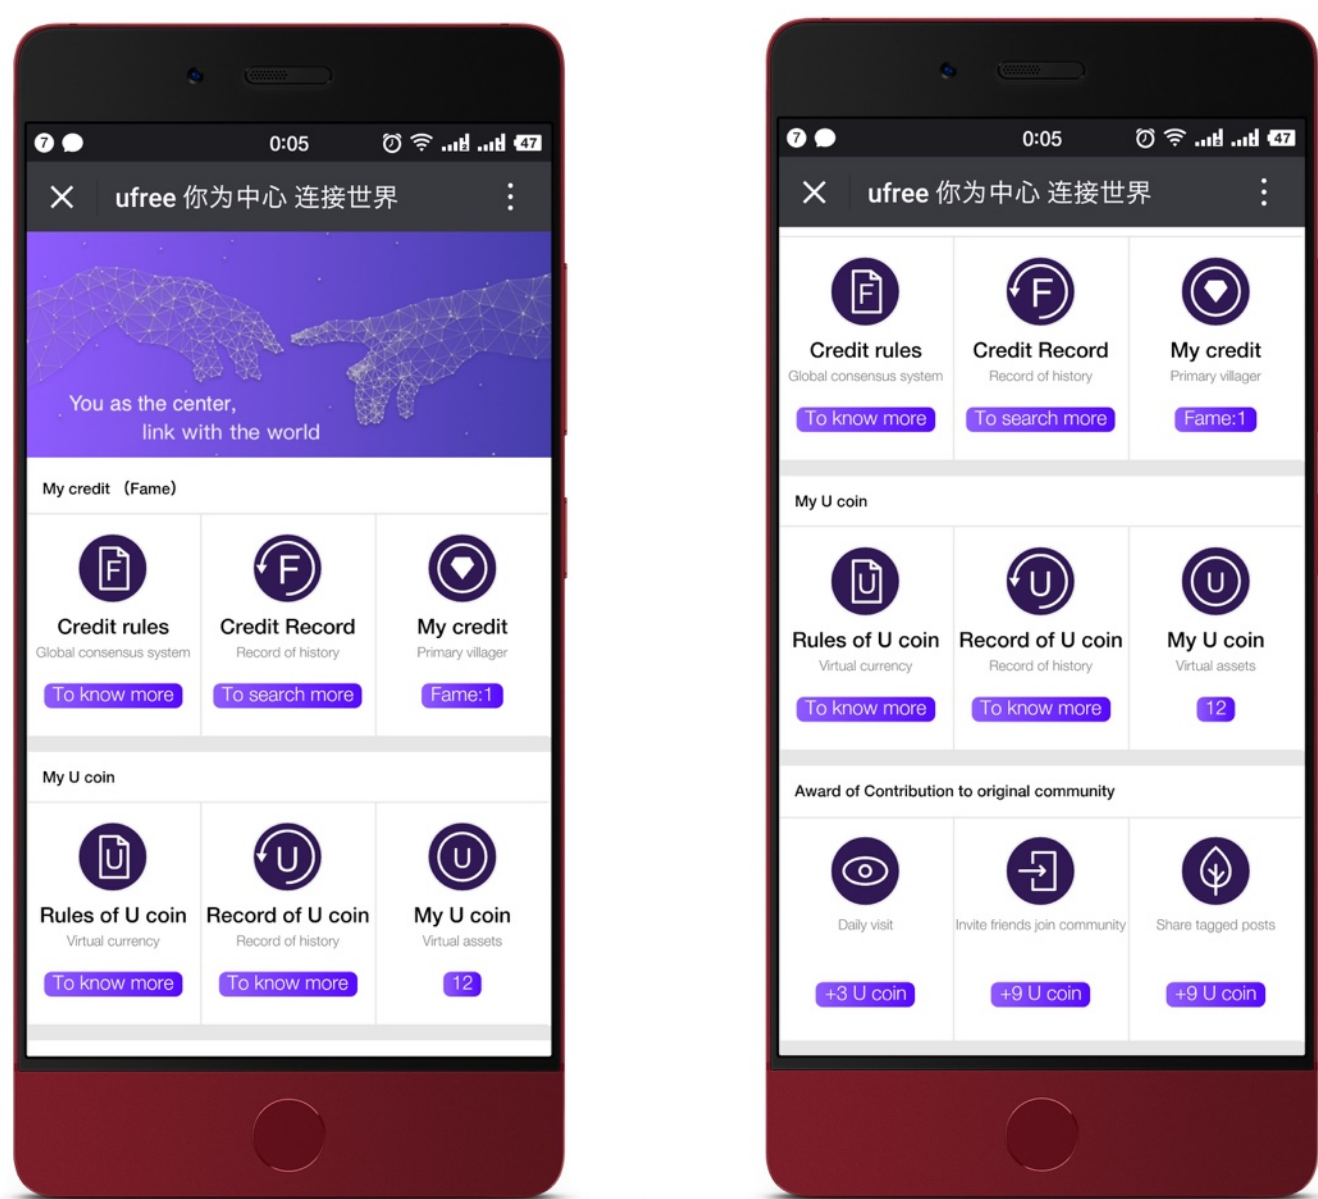 7
0:05
47
ufree 你为中心 连接世界
You as the center,
link with the world
My credit （Fame）
F
F
Credit rules
Credit Record
My credit
Global consensus system
Record of history
Primary villager
To know more
To search more
Fame:1
My U coin
U
U
U
Rules of U coin
Record of U coin
My U coin
Virtual currency
Record of history
Virtual assets
To know more
To know more
12
7
0:05
47
ufree 你为中心 连接世界
F
F
Credit rules
Credit Record
My credit
Global consensus system
Record of history
Primary villager
To know more
To search more
Fame:1
My U coin
U
U
U
Rules of U coin
Record of U coin
My U coin
Virtual currency
Record of history
Virtual assets
To know more
To know more
12
Award of Contribution to original community
Daily visit
Invite friends join community
Share tagged posts
+3 U coin
+9 U coin
+9 U coin